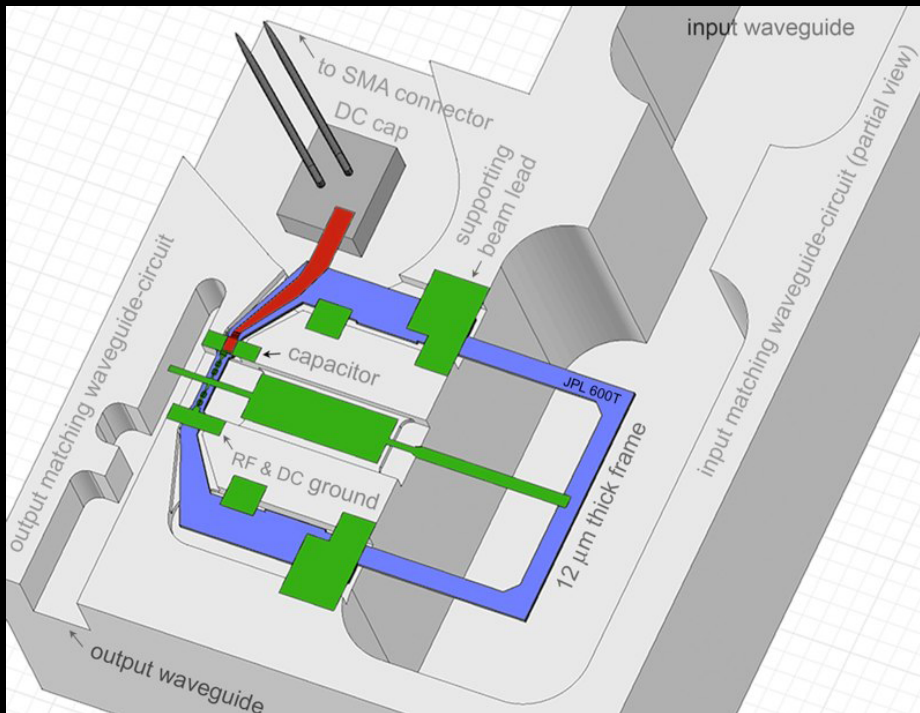 input waveguide
to SMA connector
DC cap
supporting
beam lead
input matching waveguide-circuit (partial view)
output matching waveguide-circuit
capacitor
JPL 600T
RF & DC ground
12 μm thick frame
output waveguide